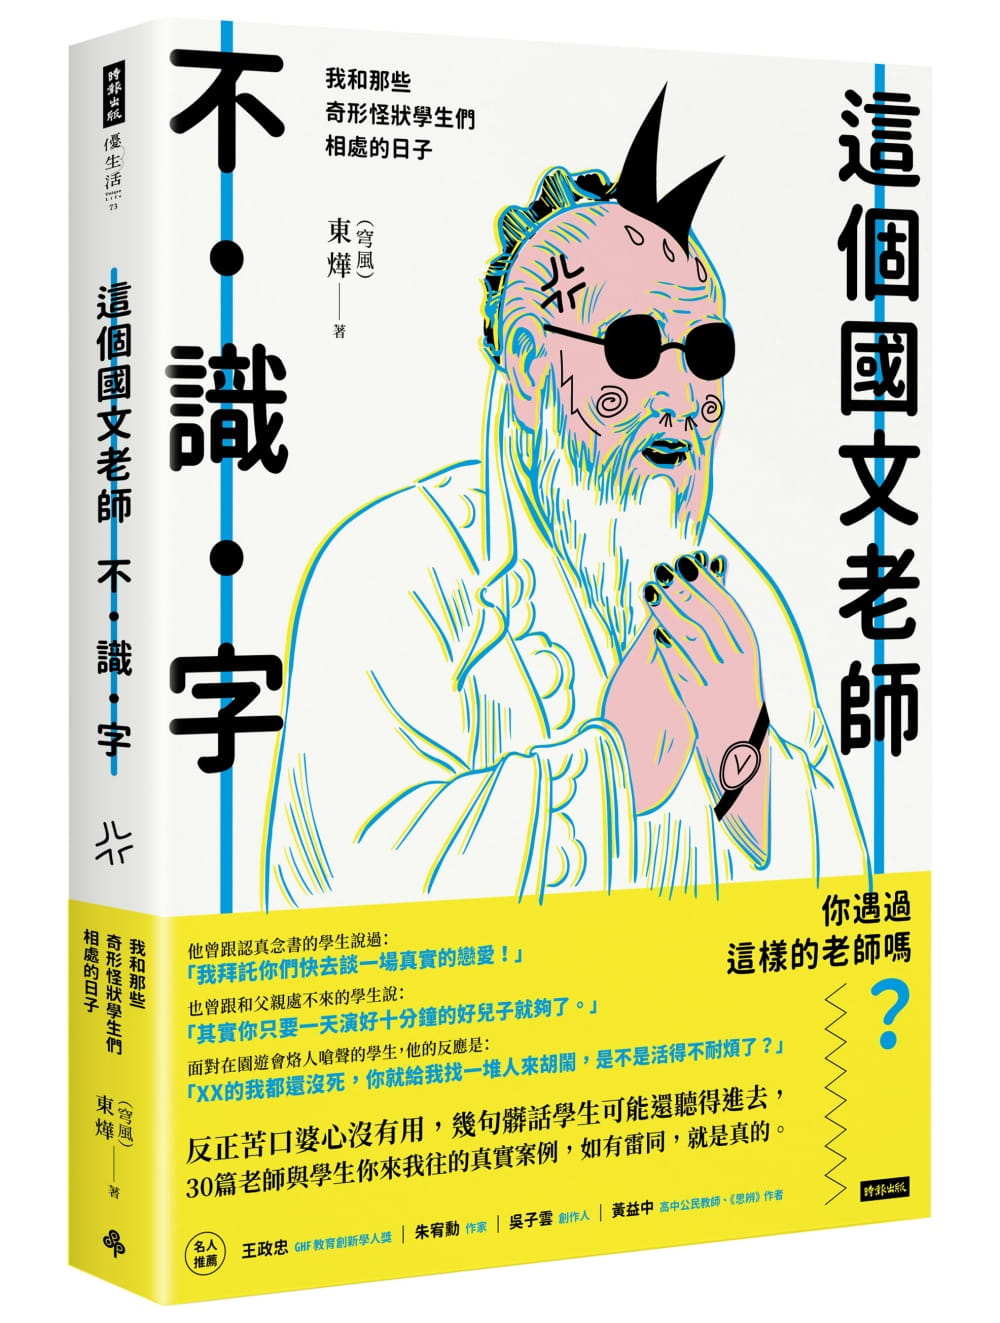 這個國文老師
不・識・字
我和那些
奇形怪狀學生們
相處的日子
(穹風)
東燁——著
你遇過
這樣的老師嗎
?
他曾跟認真念書的學生說過:
「我拜託你們快去談一場真實的戀愛!」
也曾跟和父親處不來的學生說:
「其實你只要一天演好十分鐘的好兒子就夠了。」
面對在園遊會烙人嗆聲的學生,他的反應是:
「XX的我都還沒死,你就給我找一堆人來胡鬧,是不是活得不耐煩了?」
反正苦口婆心沒有用,幾句髒話學生可能還聽得進去,
30篇老師與學生你來我往的真實案例,如有雷同,就是真的。
名人
推薦
王政忠 GHF教育創新學人獎|朱宥勳 作家|吳子雲 創作人|黃益中 高中公民教師、《思辨》作者
時報出版
時報出版
優生活
73
這個國文老師 不・識・字
我和那些
奇形怪狀學生們
相處的日子
(穹風)
東燁——著